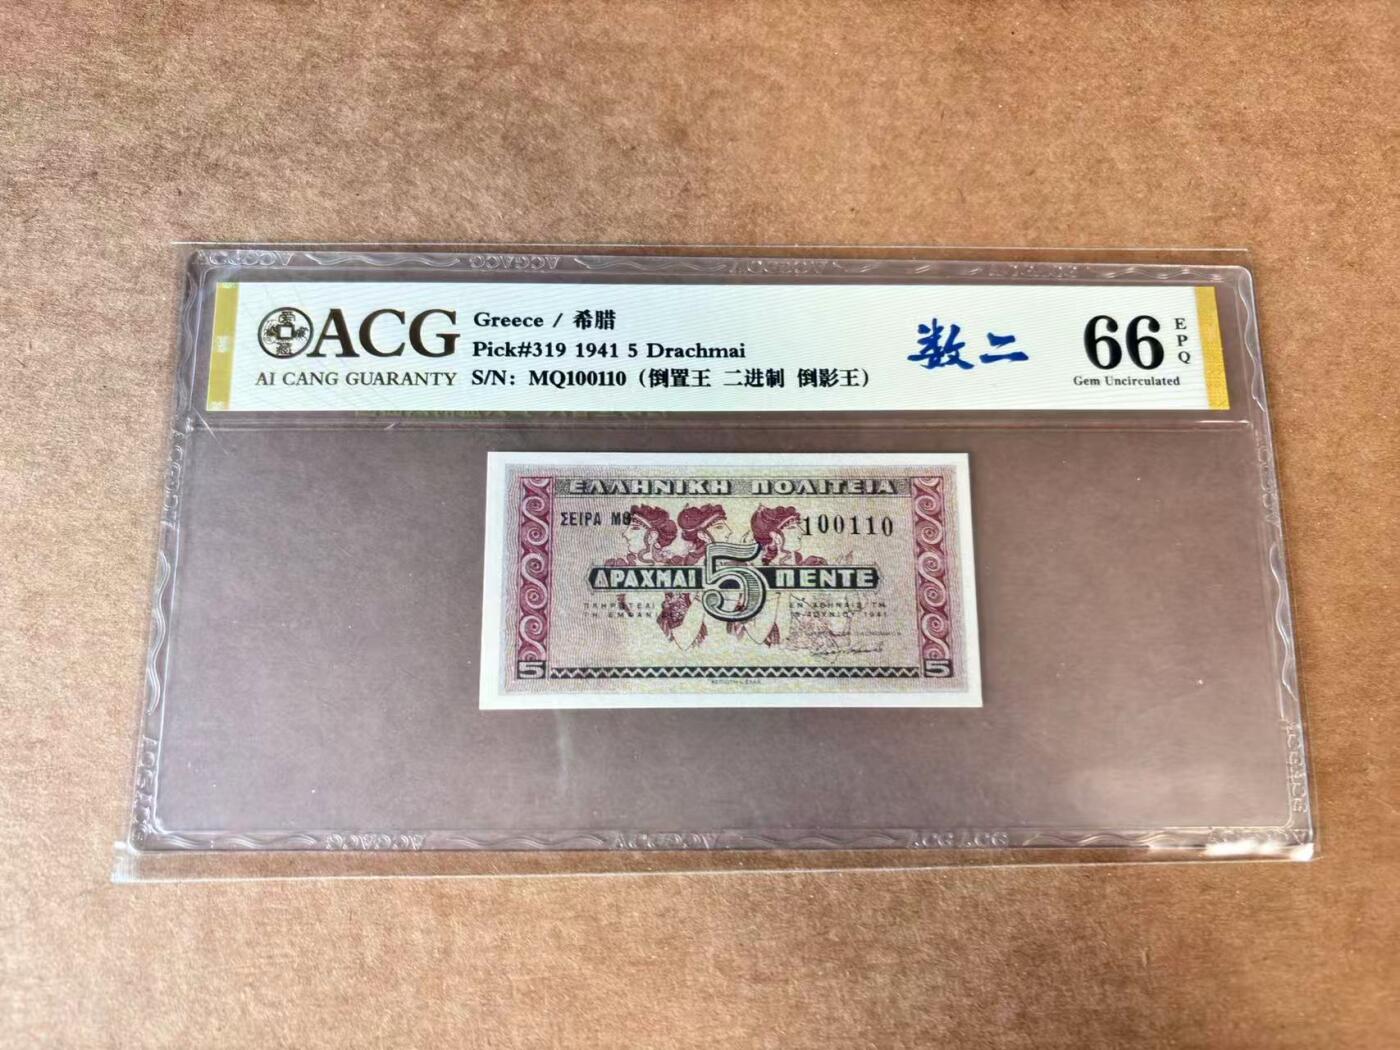 ACG
AI CANG GUARANTY
Greece / 希腊
Pick#319 1941 5 Drachmai
S/N: MQ100110（倒置王 二进制 倒影王）
数二
66
EPQ
Gem Uncirculated
ΕΛΛΗΝΙΚΗ ΠΟΛΙΤΕΙΑ
ΣΕΙΡΑ ΜΘ
100110
ΔΡΑΧΜΑΙ 5 ΠΕΝΤΕ
5 5